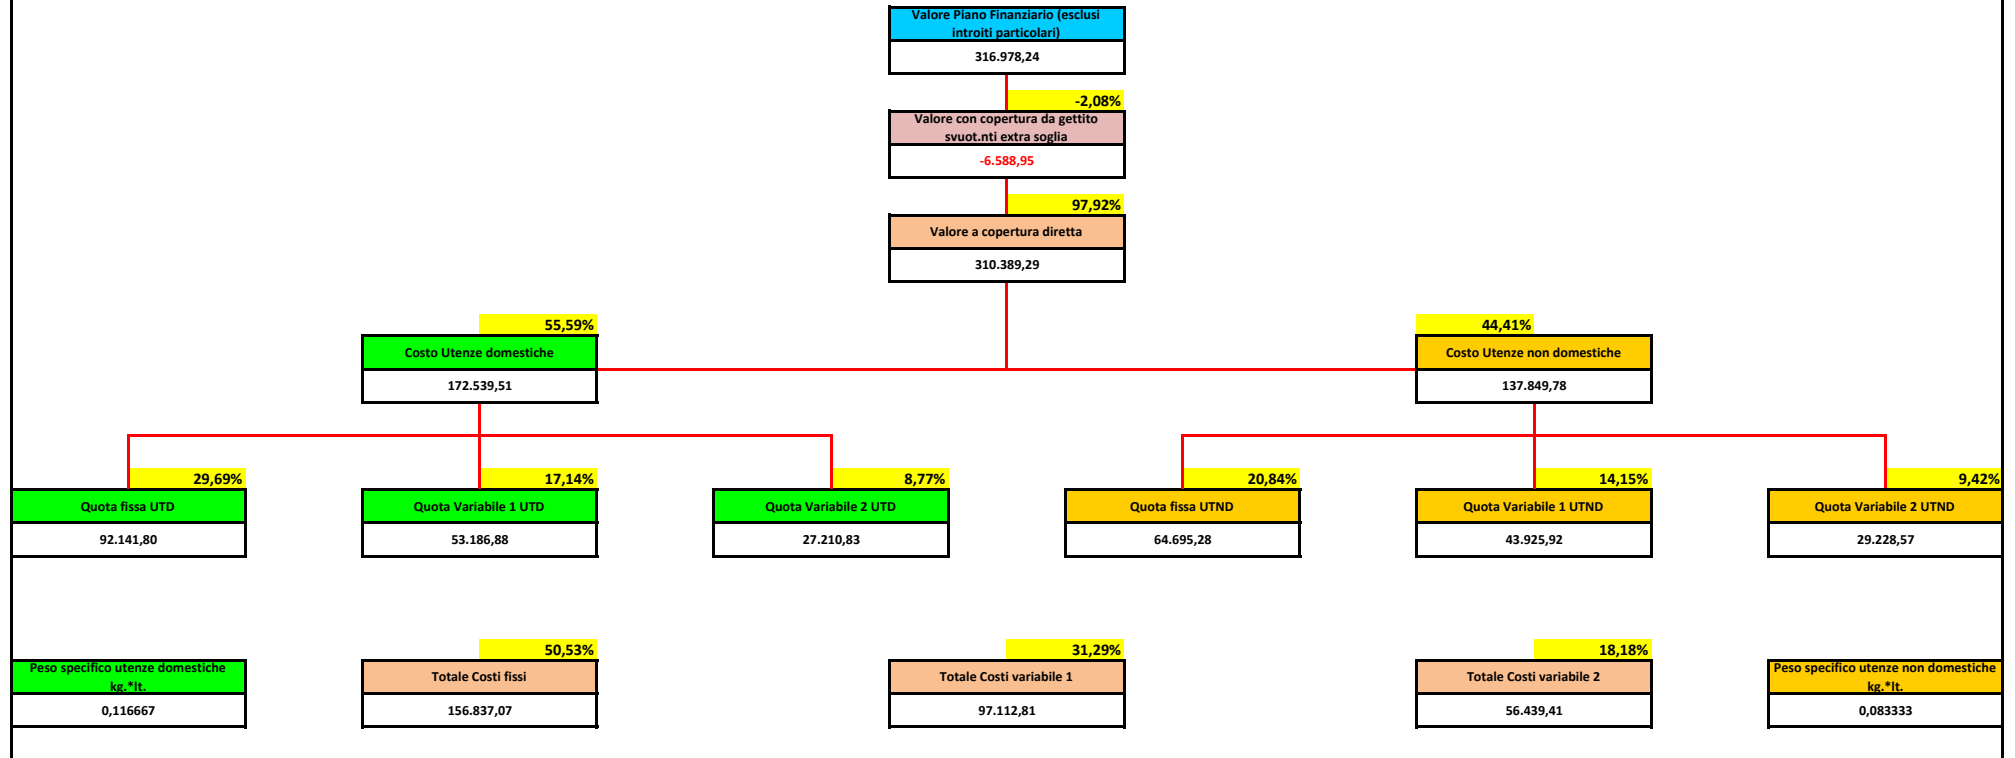 Valore Piano Finanziario (esclusi
introiti particolari)
316.978,24
-2,08%
Valore con copertura da gettito
svuot.nti extra soglia
-6.588,95
97,92%
Valore a copertura diretta
310.389,29
55,59%
44,41%
Costo Utenze domestiche
Costo Utenze non domestiche
172.539,51
137.849,78
29,69%
17,14%
8,77%
20,84%
14,15%
9,42%
Quota fissa UTD
Quota Variabile 1 UTD
Quota Variabile 2 UTD
Quota fissa UTND
Quota Variabile 1 UTND
Quota Variabile 2 UTND
92.141,80
53.186,88
27.210,83
64.695,28
43.925,92
29.228,57
50,53%
31,29%
18,18%
Peso specifico utenze domestiche
kg.*lt.
Totale Costi fissi
Totale Costi variabile 1
Totale Costi variabile 2
Peso specifico utenze non domestiche
kg.*lt.
0,116667
156.837,07
97.112,81
56.439,41
0,083333